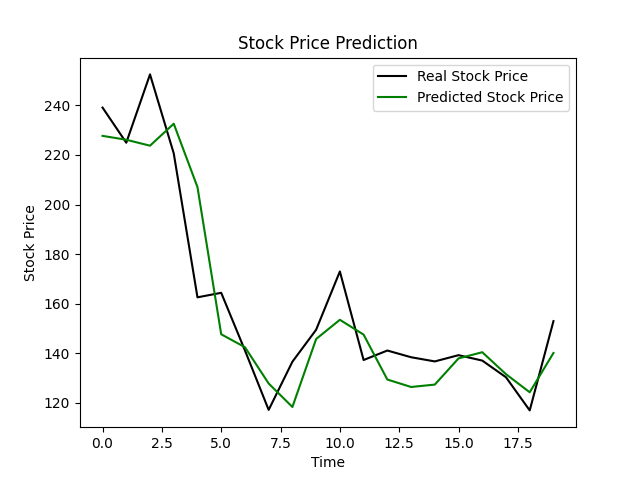 Stock Price Prediction
Real Stock Price
Predicted Stock Price
Stock Price
240
220
200
180
160
140
120
0.0 2.5 5.0 7.5 10.0 12.5 15.0 17.5
Time